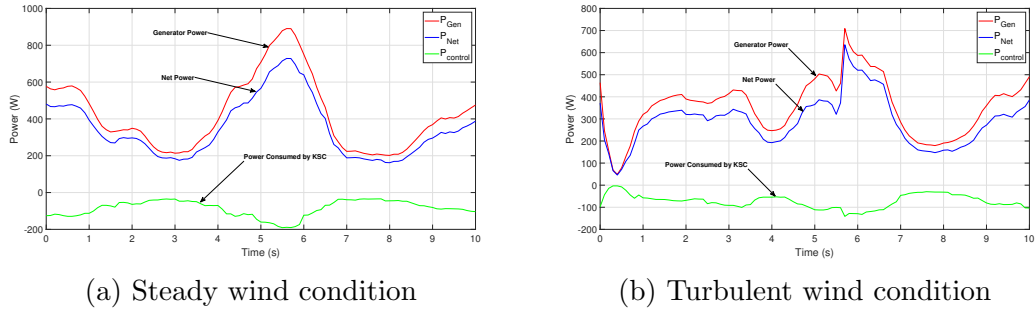 1000
800
600
400
200
0
-200
Power (W)
0 1 2 3 4 5 6 7 8 9 10
Time (s)
Generator Power
Net Power
Power Consumed by KSC
P_Gen
P_Net
P_control
(a) Steady wind condition
800
700
600
500
400
300
200
100
0
-100
-200
Power (W)
0 1 2 3 4 5 6 7 8 9 10
Time (s)
Generator Power
Net Power
Power Consumed by KSC
P_Gen
P_Net
P_control
(b) Turbulent wind condition